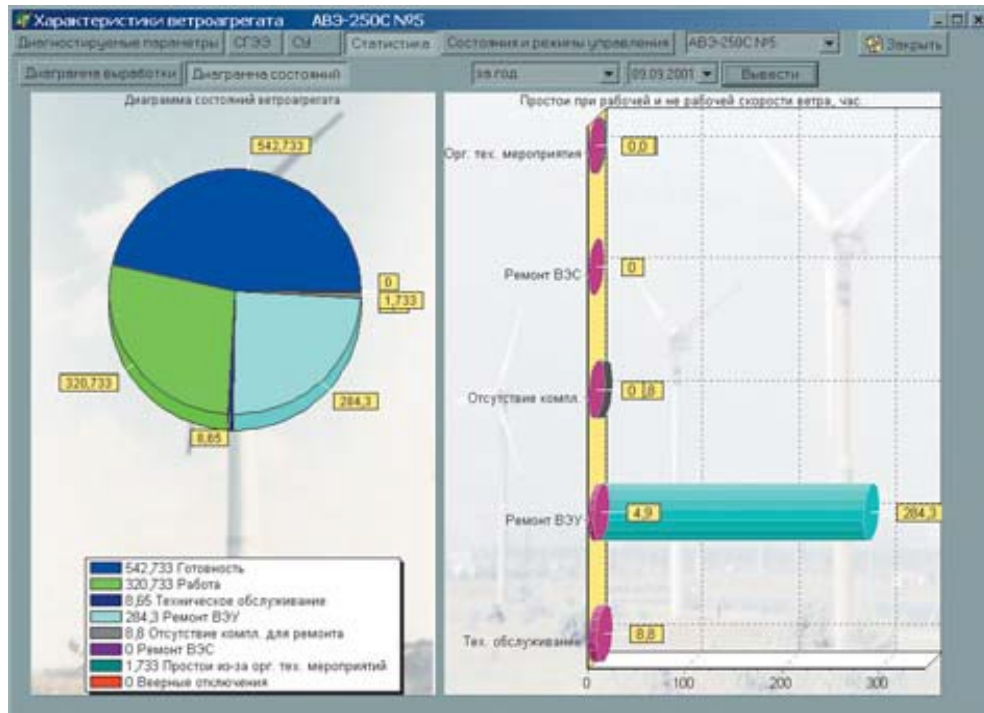 Характеристики ветроагрегата АВЭ-250С №5
Диагностируемые параметры СГЭЭ СУ Статистика Состояния и режимы управления АВЭ-250С №5 Закрыть
Диаграмма выработки Диаграмма состояний за год 09.09.2001 Вывести
Диаграмма состояний ветроагрегата
542,733
0
1,733
320,733
284,3
8,65
542,733 Готовность
320,733 Работа
8,65 Техническое обслуживание
284,3 Ремонт ВЭУ
8,8 Отсутствие компл. для ремонта
0 Ремонт ВЭС
1,733 Простои из-за орг. тех. мероприятий
0 Веерные отключения
Простои при рабочей и не рабочей скорости ветра, час
Орг. тех. мероприятия 0,0
Ремонт ВЭС 0
Отсутствие компл. 0 ,8
Ремонт ВЭУ 4,9 284,3
Тех. обслуживание 8,8
0 100 200 300